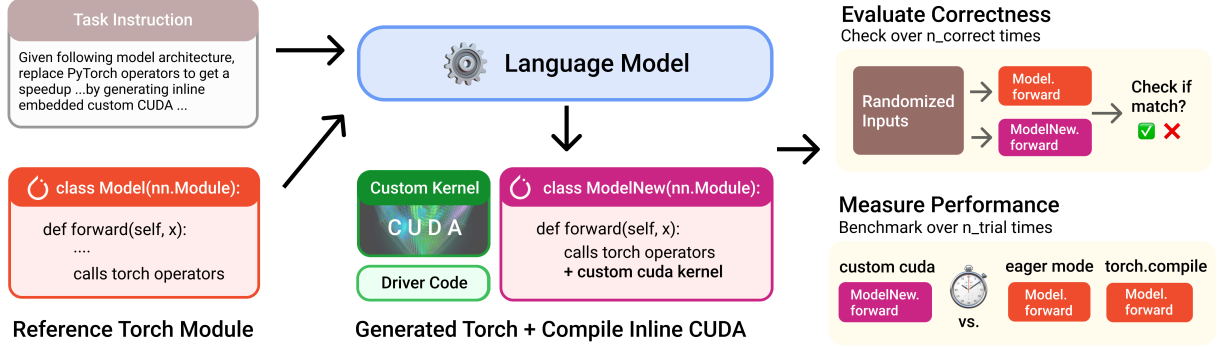 Task Instruction
Given following model architecture,
replace PyTorch operators to get a
speedup ...by generating inline
embedded custom CUDA ...
class Model(nn.Module):
def forward(self, x):
....
calls torch operators
Reference Torch Module
Language Model
Custom Kernel
CUDA
Driver Code
class ModelNew(nn.Module):
def forward(self, x):
calls torch operators
+ custom cuda kernel
Generated Torch + Compile Inline CUDA
Evaluate Correctness
Check over n_correct times
Randomized
Inputs
Model.
forward
ModelNew.
forward
Check if
match?
Measure Performance
Benchmark over n_trial times
custom cuda
ModelNew.
forward
vs.
eager mode
Model.
forward
torch.compile
Model.
forward